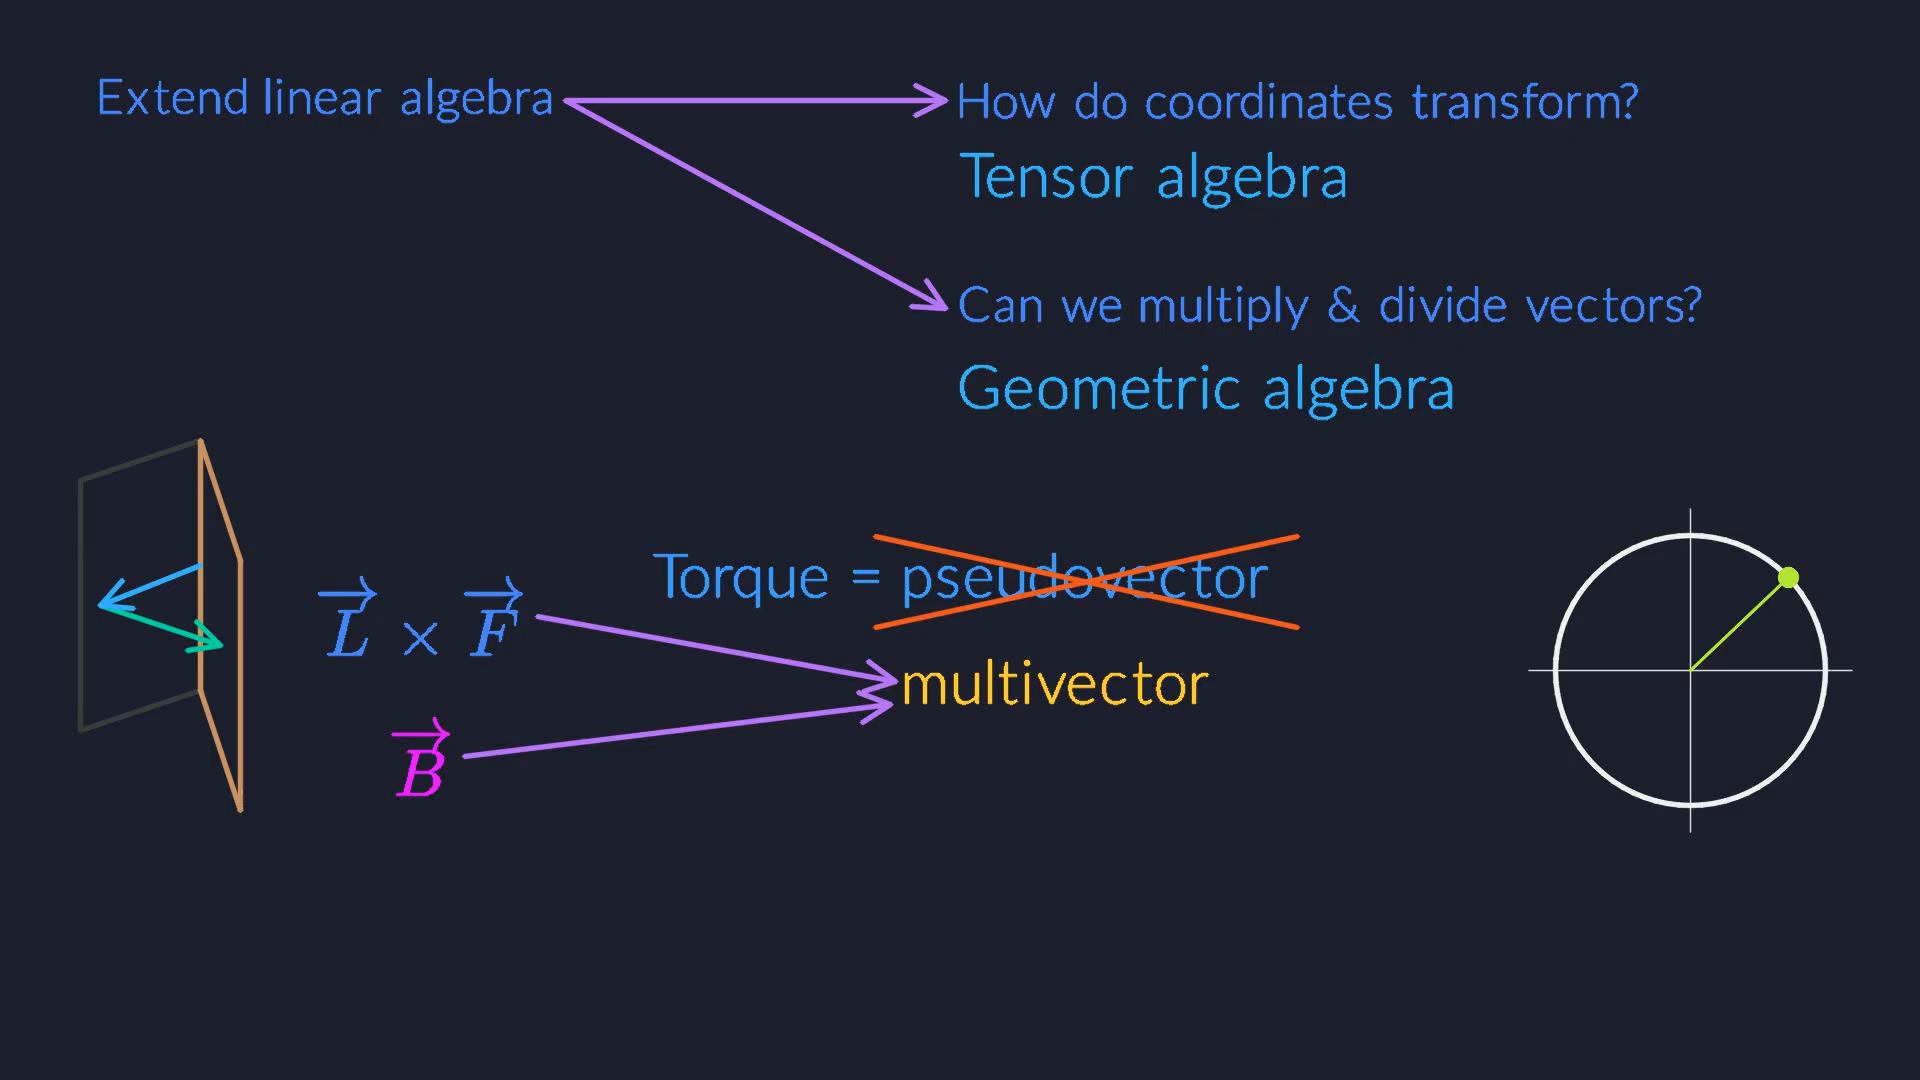 Extend linear algebra
How do coordinates transform?
Tensor algebra
Can we multiply & divide vectors?
Geometric algebra
Torque = pseudovector
L⃗ × F⃗
multivector
B⃗